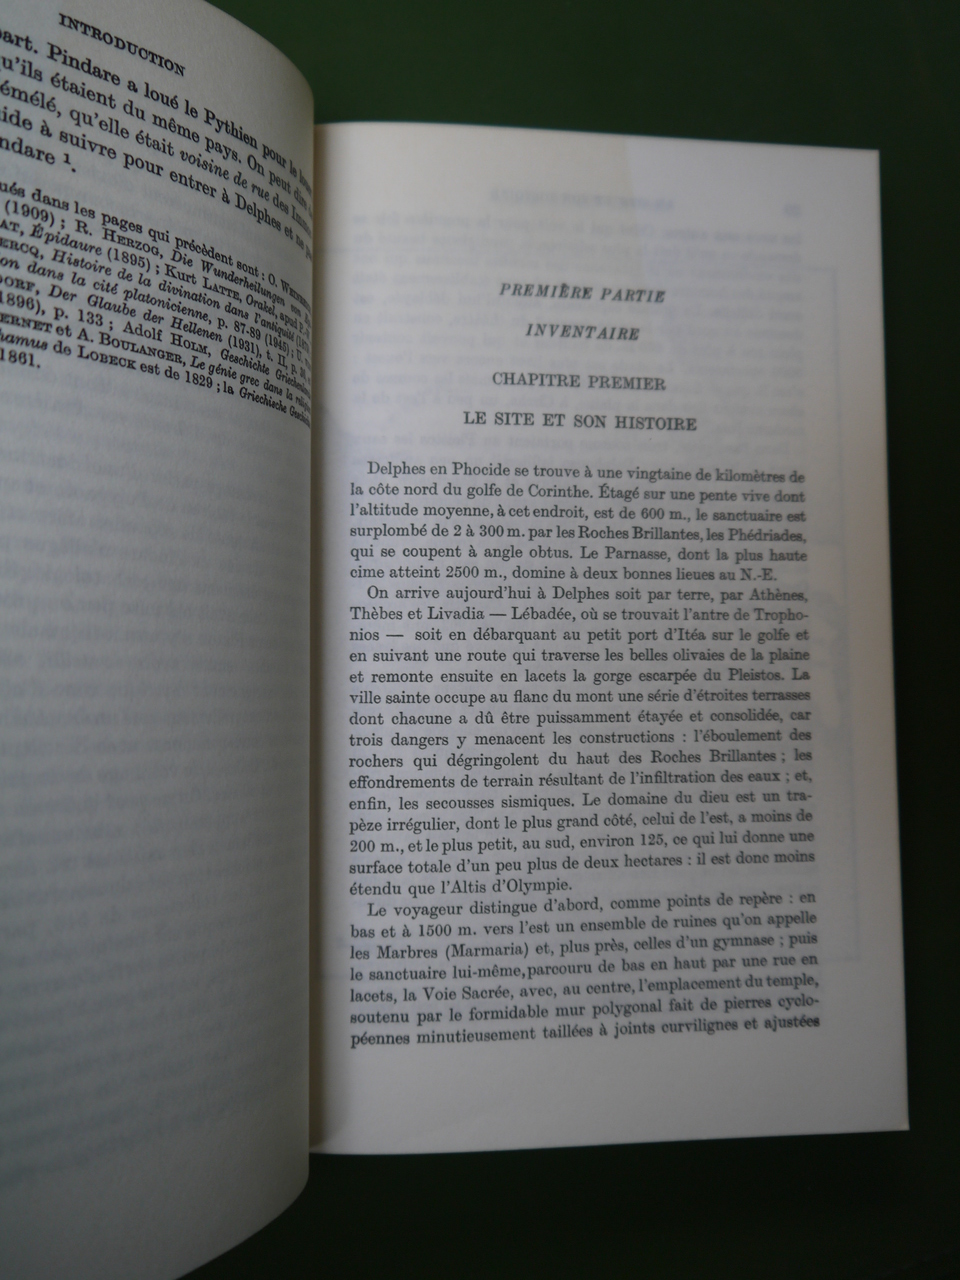 INTRODUCTION
part. Pindare a loué le Pythien pour le
qu'ils étaient du même pays. On peut dire
émélé, qu'elle était voisine de rue des
ide à suivre pour entrer à Delphes et ne
ndare ¹.
ués dans les pages qui précèdent sont : O.
(1909) ; R. HERZOG, Die Wunderheilungen von
AT, Épidaure (1895) ; Kurt LATTE, Orakel, apud
ERCQ, Histoire de la divination dans l'antiquité
on dans la cité platonicienne, p. 87-89 (1945) ; U.
DORF, Der Glaube der Hellenen (1931), t. II, p.
1896), p. 133 ; Adolf HOLM, Geschichte
ERNET et A. BOULANGER, Le génie grec dans la
hamus de LOBECK est de 1829 ; la Griechische
1861.
PREMIÈRE PARTIE
INVENTAIRE
CHAPITRE PREMIER
LE SITE ET SON HISTOIRE
Delphes en Phocide se trouve à une vingtaine de kilomètres de
la côte nord du golfe de Corinthe. Étagé sur une pente vive dont
l'altitude moyenne, à cet endroit, est de 600 m., le sanctuaire est
surplombé de 2 à 300 m. par les Roches Brillantes, les Phédriades,
qui se coupent à angle obtus. Le Parnasse, dont la plus haute
cime atteint 2500 m., domine à deux bonnes lieues au N.-E.
On arrive aujourd'hui à Delphes soit par terre, par Athènes,
Thèbes et Livadia — Lébadée, où se trouvait l'antre de Tropho-
nios — soit en débarquant au petit port d'Itéa sur le golfe et
en suivant une route qui traverse les belles olivaies de la plaine
et remonte ensuite en lacets la gorge escarpée du Pleistos. La
ville sainte occupe au flanc du mont une série d'étroites terrasses
dont chacune a dû être puissamment étayée et consolidée, car
trois dangers y menacent les constructions : l'éboulement des
rochers qui dégringolent du haut des Roches Brillantes ; les
effondrements de terrain résultant de l'infiltration des eaux ; et,
enfin, les secousses sismiques. Le domaine du dieu est un tra-
pèze irrégulier, dont le plus grand côté, celui de l'est, a moins de
200 m., et le plus petit, au sud, environ 125, ce qui lui donne une
surface totale d'un peu plus de deux hectares : il est donc moins
étendu que l'Altis d'Olympie.
Le voyageur distingue d'abord, comme points de repère : en
bas et à 1500 m. vers l'est un ensemble de ruines qu'on appelle
les Marbres (Marmaria) et, plus près, celles d'un gymnase ; puis
le sanctuaire lui-même, parcouru de bas en haut par une rue en
lacets, la Voie Sacrée, avec, au centre, l'emplacement du temple,
soutenu par le formidable mur polygonal fait de pierres cyclo-
péennes minutieusement taillées à joints curvilignes et ajustées